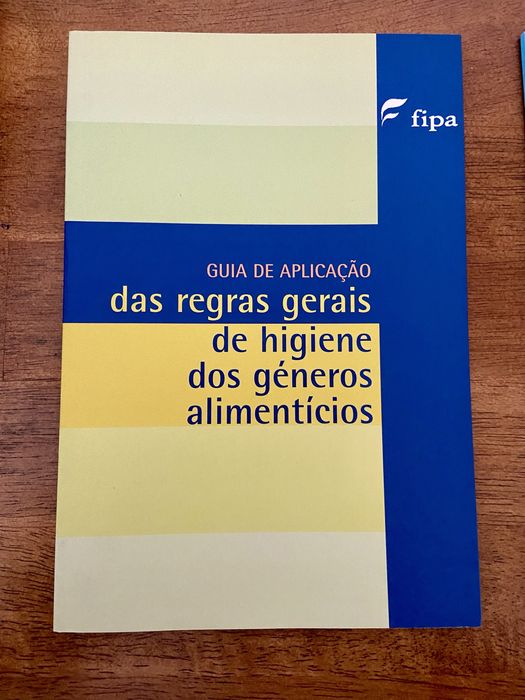 fipa
GUIA DE APLICAÇÃO
das regras gerais
de higiene
dos géneros
alimentícios